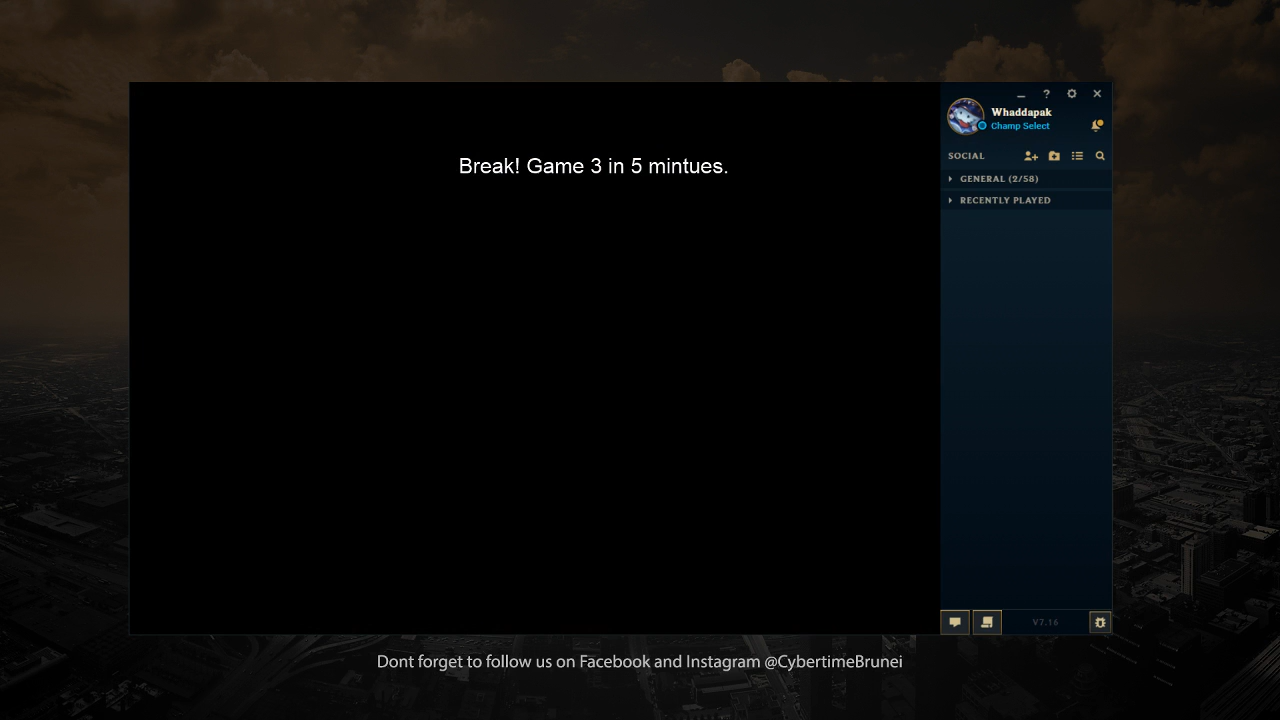 ?
Whaddapak
Champ Select
Break! Game 3 in 5 mintues.
SOCIAL
GENERAL (2/58)
RECENTLY PLAYED
V7.16
Dont forget to follow us on Facebook and Instagram @CybertimeBrunei